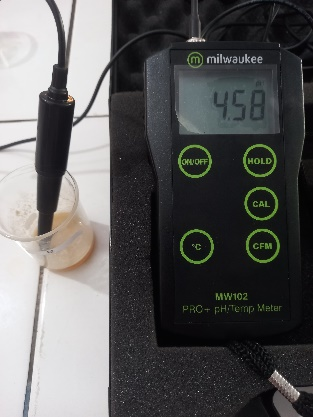 m milwaukee
4.58
ON/OFF HOLD
CAL
°C CFM
MW102
PRO+ pH/Temp Meter